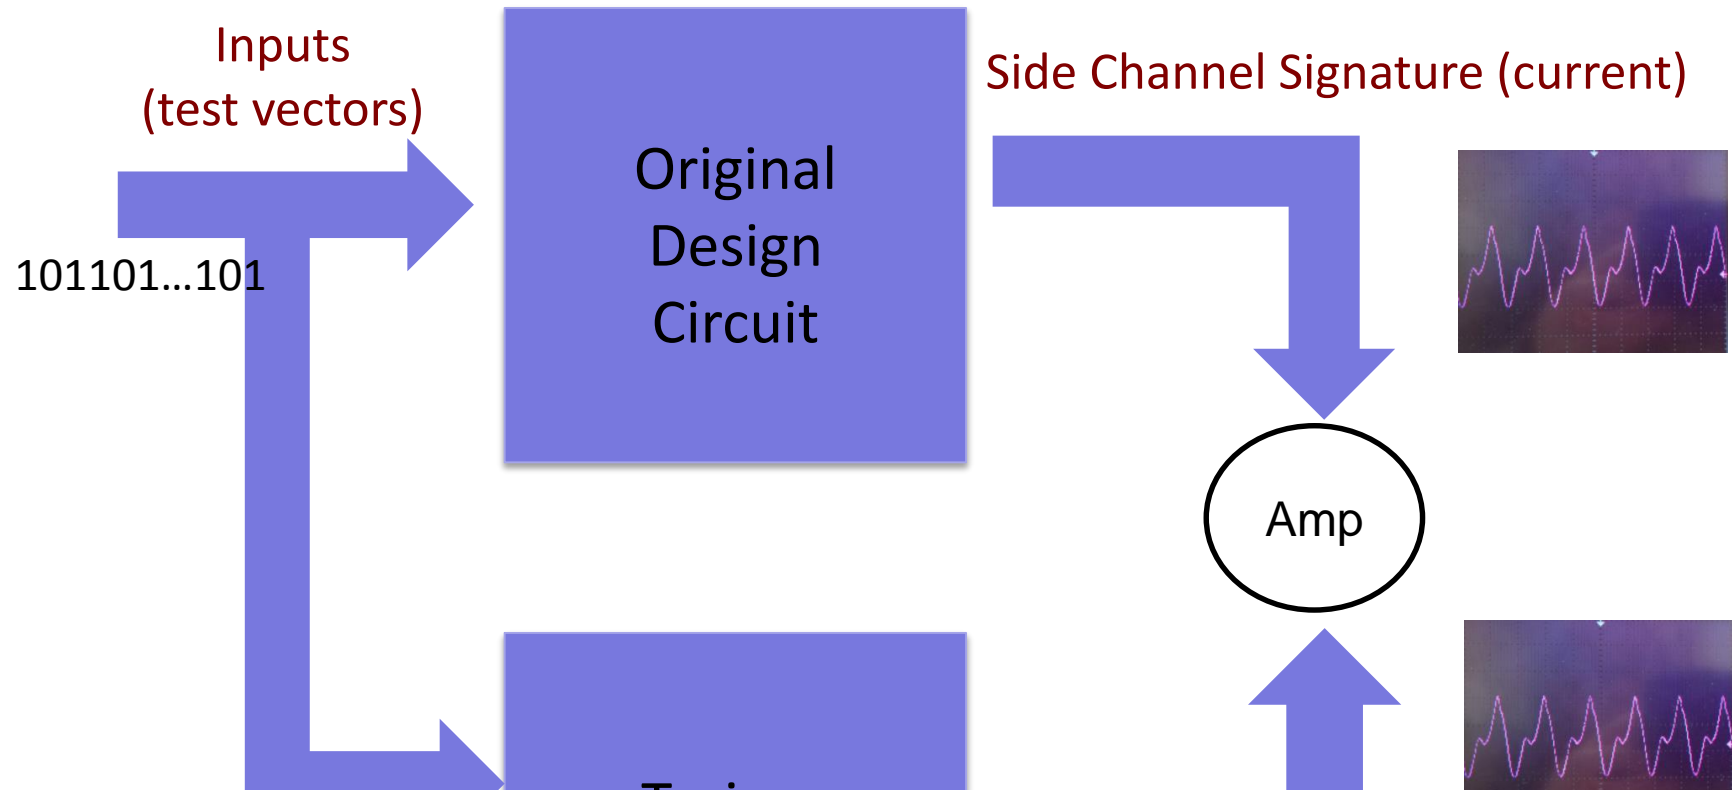 Inputs
(test vectors)
Side Channel Signature (current)
Original
Design
Circuit
101101...101
Amp